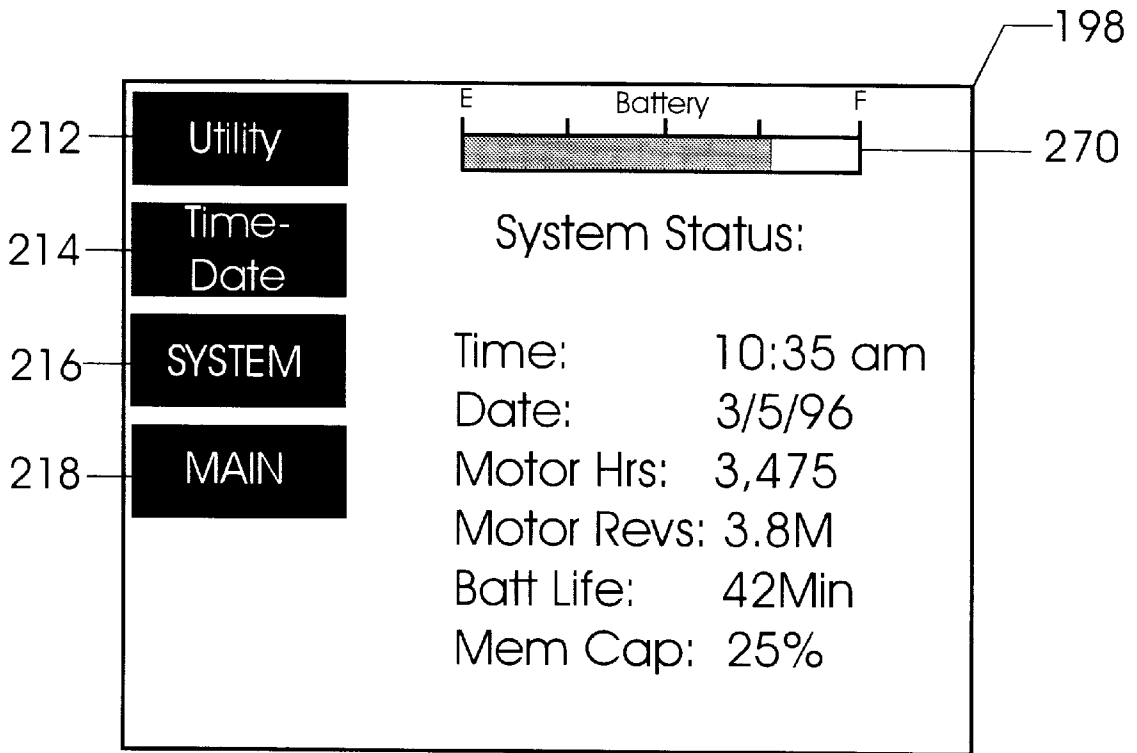 198
E Battery F
212 Utility
270
214 Time-
Date
System Status:
216 SYSTEM
Time: 10:35 am
Date: 3/5/96
218 MAIN
Motor Hrs: 3,475
Motor Revs: 3.8M
Batt Life: 42Min
Mem Cap: 25%